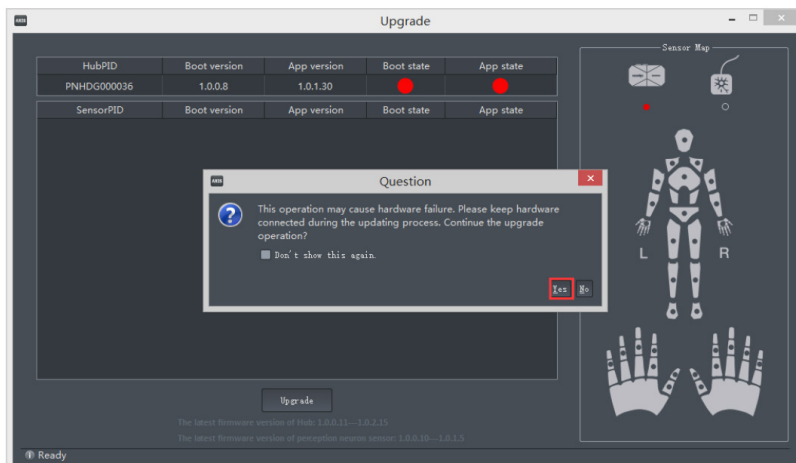 Upgrade
HubPID Boot version App version Boot state App state
PNHDG000036 1.0.0.8 1.0.1.30
SensorPID Boot version App version Boot state App state
Sensor Map
L R
AXIS
Question
This operation may cause hardware failure. Please keep hardware
connected during the updating process. Continue the upgrade
operation?
Don't show this again.
Yes No
Upgrade
The latest firmware version of Hub: 1.0.0.11---1.0.2.15
The latest firmware version of perception neuron sensor: 1.0.0.10---1.0.1.5
Ready